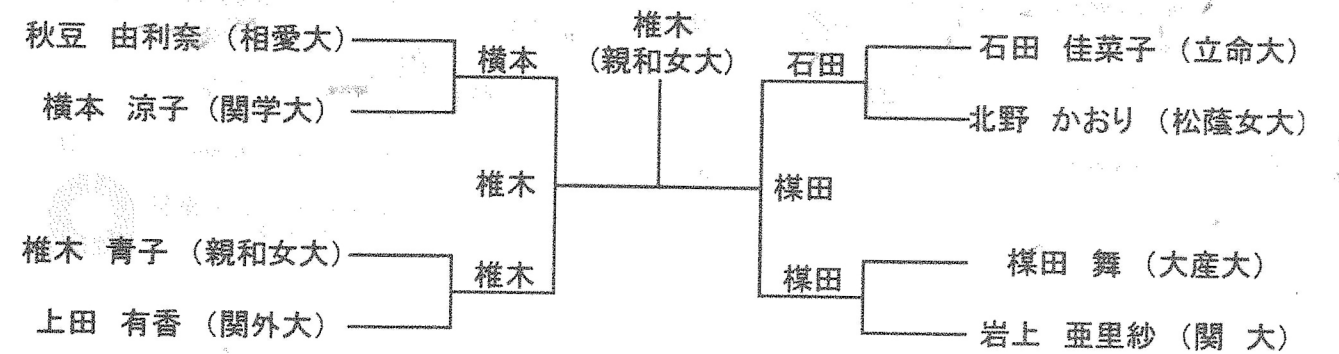 秋豆 由利奈 (相愛大)
横本 涼子 (関学大)
椎木 青子 (親和女大)
上田 有香 (関外大)
横本
椎木
椎木
椎木
(親和女大)
石田
楳田
楳田
石田 佳菜子 (立命大)
北野 かおり (松蔭女大)
楳田 舞 (大産大)
岩上 亜里紗 (関 大)